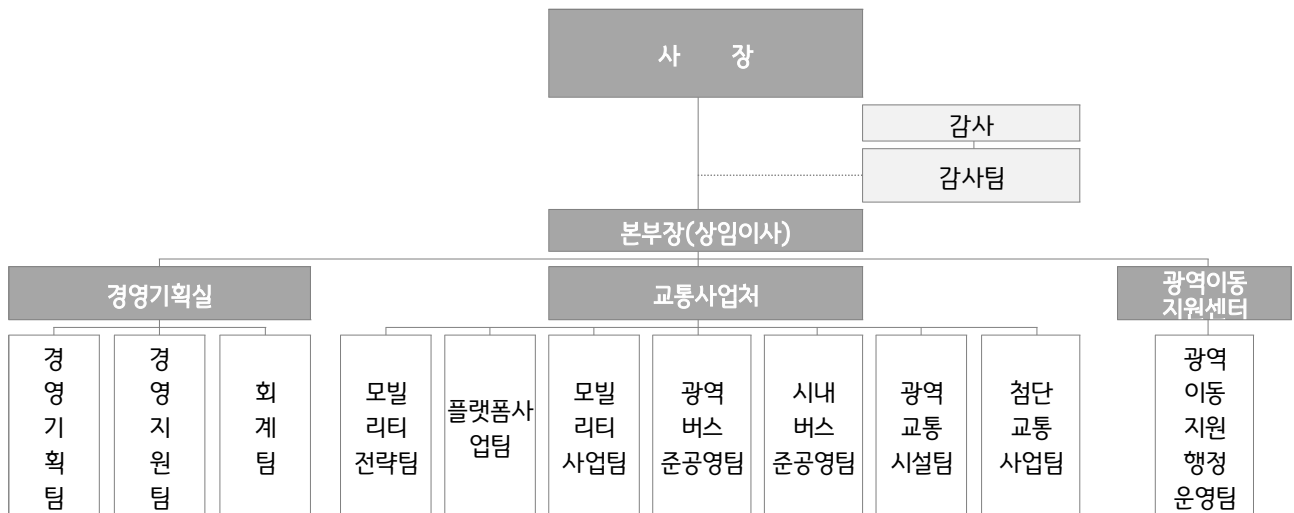 사 장
감사
감사팀
본부장(상임이사)
경영기획실
교통사업처
광역이동
지원센터
경
영
기
획
팀
경
영
지
원
팀
회
계
팀
모빌
리티
전략팀
플랫폼사
업팀
모빌
리티
사업팀
광역
버스
준공영팀
시내
버스
준공영팀
광역
교통
시설팀
첨단
교통
사업팀
광역
이동
지원
행정
운영팀